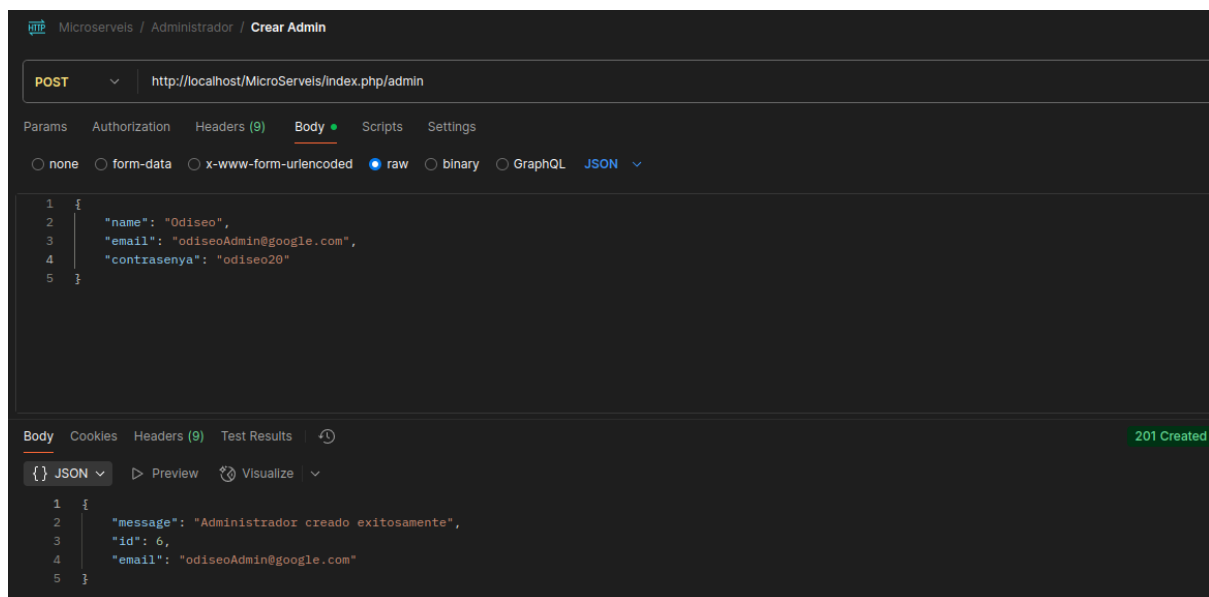 HTTP Microserveis / Administrador / Crear Admin
POST http://localhost/MicroServeis/index.php/admin
Params Authorization Headers (9) Body Scripts Settings
none form-data x-www-form-urlencoded raw binary GraphQL JSON
1 {
2 "name": "Odiseo",
3 "email": "odiseoAdmin@google.com",
4 "contrasenya": "odiseo20"
5 }
Body Cookies Headers (9) Test Results 201 Created
{} JSON Preview Visualize
1 {
2 "message": "Administrador creado exitosamente",
3 "id": 6,
4 "email": "odiseoAdmin@google.com"
5 }